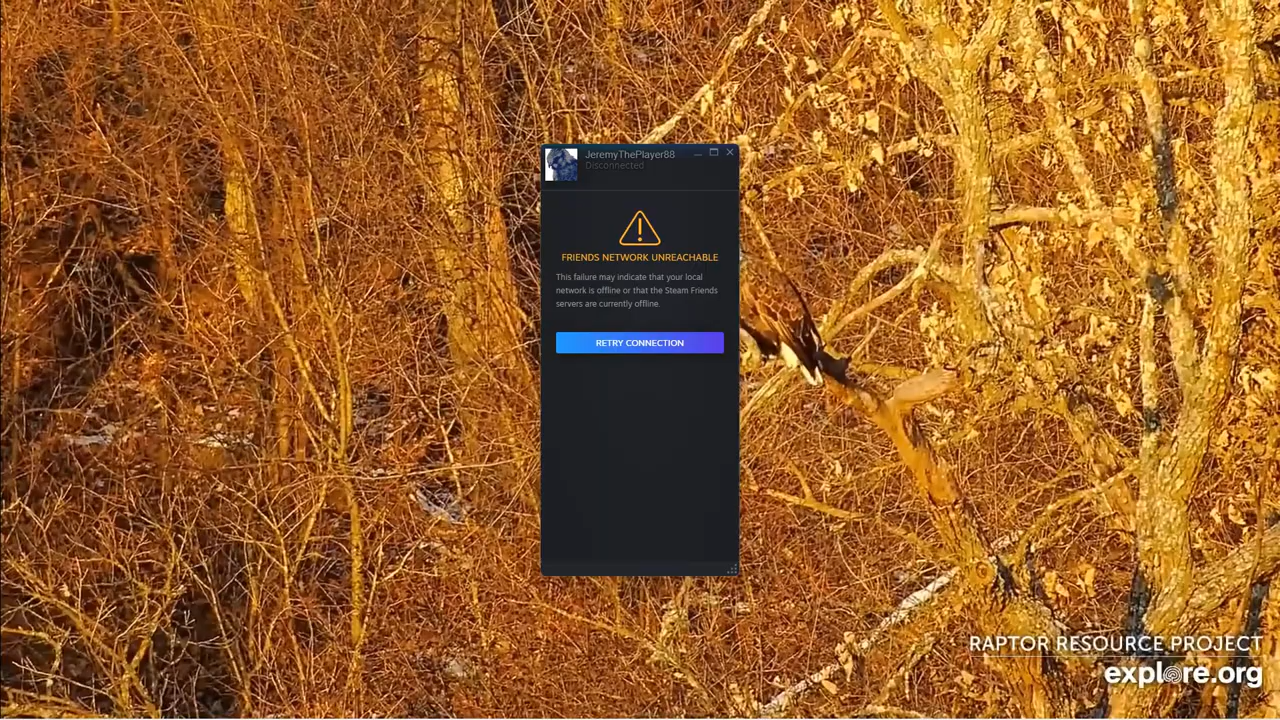 JeremyThePlayer88
Disconnected
FRIENDS NETWORK UNREACHABLE
This failure may indicate that your local
network is offline or that the Steam Friends
servers are currently offline.
RETRY CONNECTION
RAPTOR RESOURCE PROJECT
explore.org